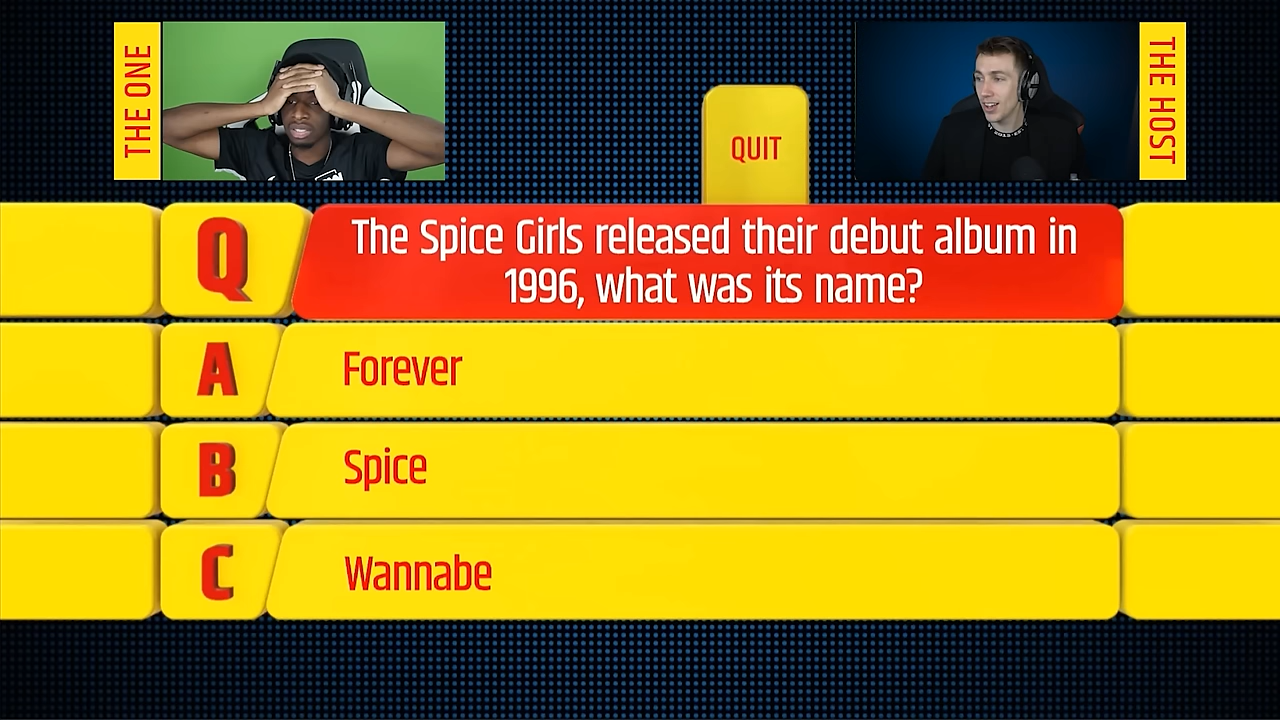 THE ONE
THE HOST
QUIT
Q
The Spice Girls released their debut album in
1996, what was its name?
A
Forever
B
Spice
C
Wannabe